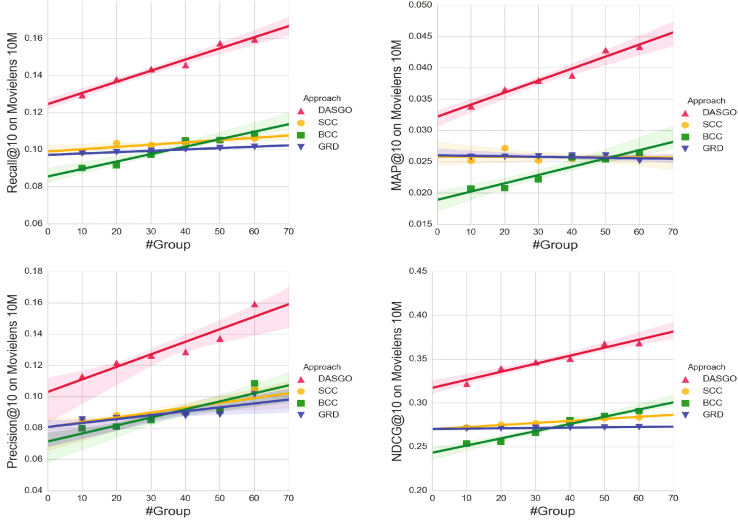 Recall@10 on Movielens 10M
0.16
0.14
0.12
0.10
0.08
0.06
0 10 20 30 40 50 60 70
#Group
Approach
DASGO
SCC
BCC
GRD
MAP@10 on Movielens 10M
0.050
0.045
0.040
0.035
0.030
0.025
0.020
0.015
0 10 20 30 40 50 60 70
#Group
Approach
DASGO
SCC
BCC
GRD
Precision@10 on Movielens 10M
0.18
0.16
0.14
0.12
0.10
0.08
0.06
0.04
0 10 20 30 40 50 60 70
#Group
Approach
DASGO
SCC
BCC
GRD
NDCG@10 on Movielens 10M
0.45
0.40
0.35
0.30
0.25
0.20
0 10 20 30 40 50 60 70
#Group
Approach
DASGO
SCC
BCC
GRD